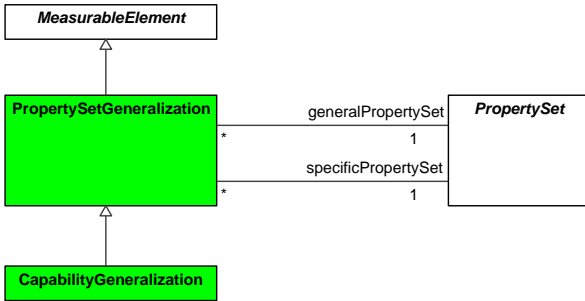 MeasurableElement
PropertySetGeneralization
generalPropertySet
PropertySet
*
1
specificPropertySet
*
1
CapabilityGeneralization